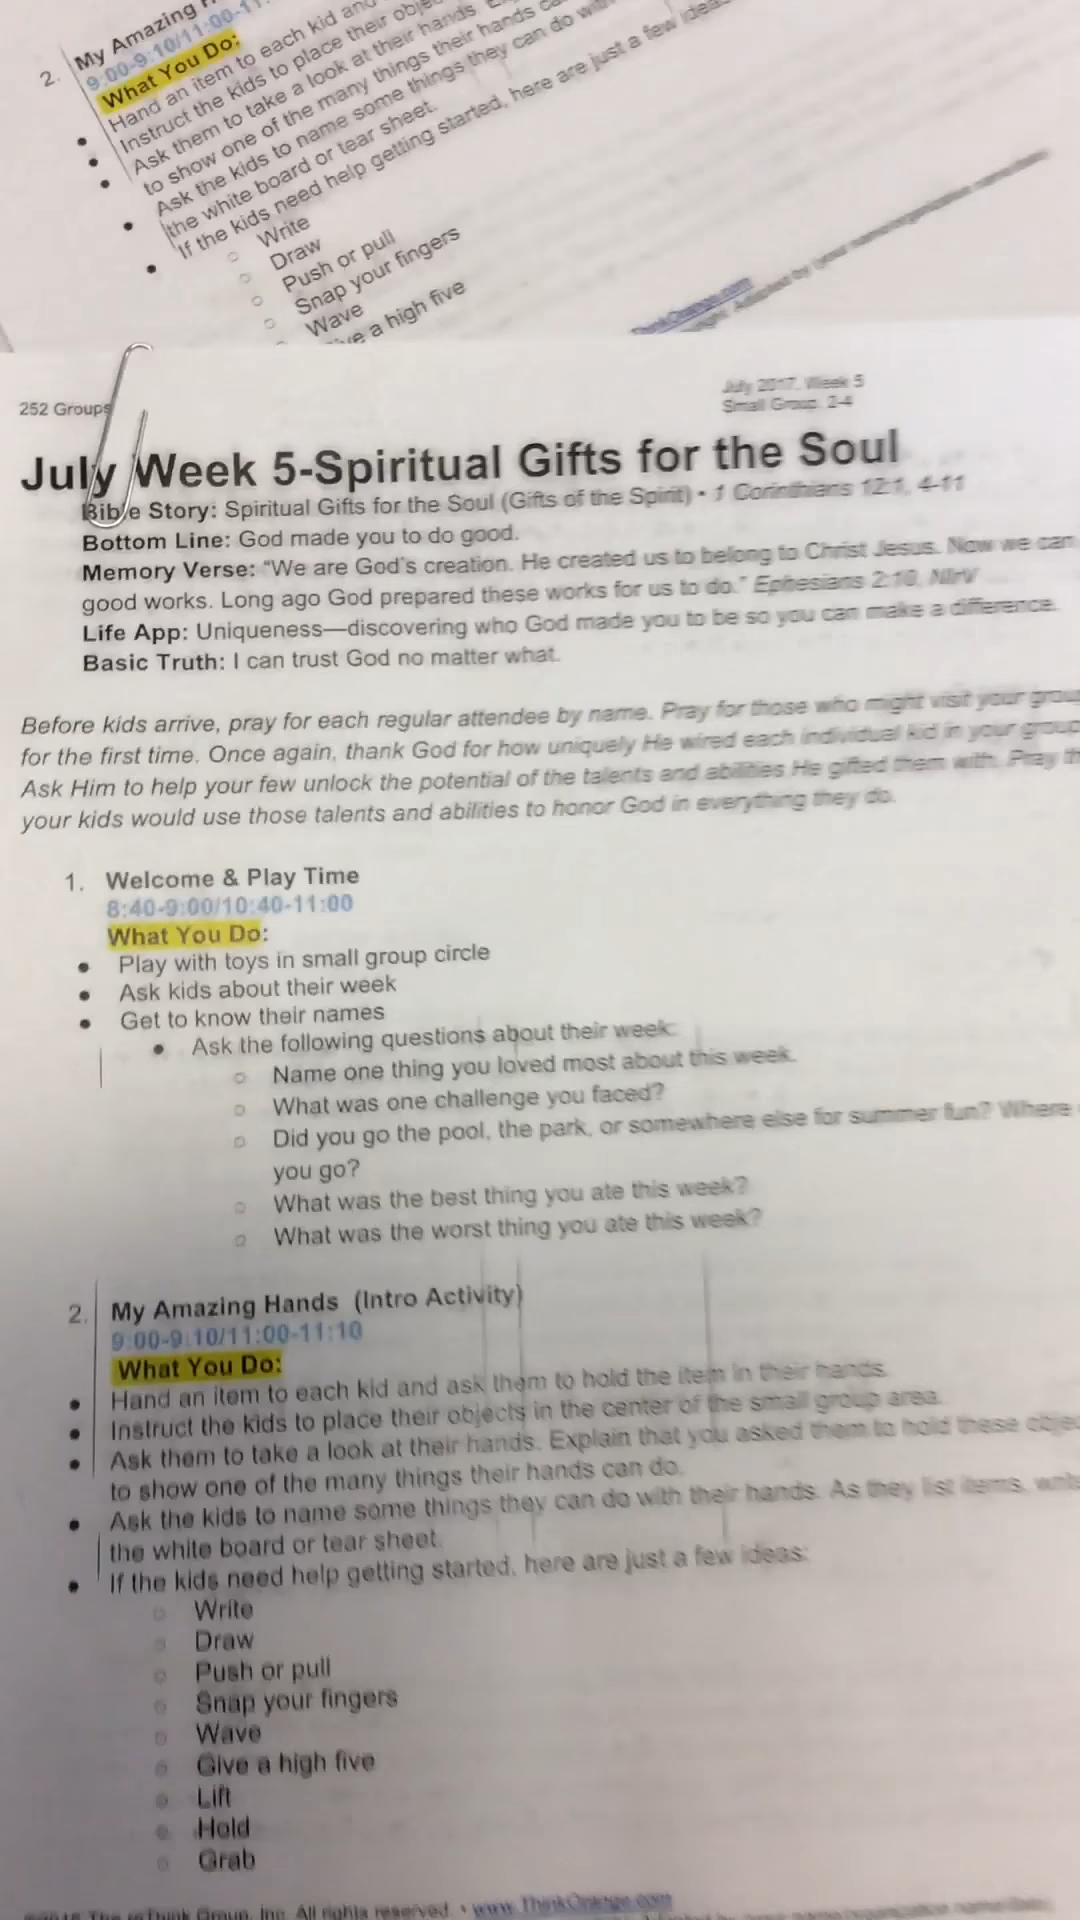 2. My Amazing
9:00-9:10/11:00-11:
What You Do:
• Hand an item to each kid and
• Instruct the kids to place their obje
• Ask them to take a look at their hands.
to show one of the many things their hands ca
• Ask the kids to name some things they can do with
the white board or tear sheet.
• If the kids need help getting started, here are just a few idea
○ Write
○ Draw
○ Push or pull
○ Snap your fingers
Wave
ve a high five
ThinkOrange.com
252 Groups
July 2017, Week 5
Small Group, 2-4
July Week 5-Spiritual Gifts for the Soul
Bible Story: Spiritual Gifts for the Soul (Gifts of the Spirit) • 1 Corinthians 12:1, 4-11
Bottom Line: God made you to do good.
Memory Verse: “We are God's creation. He created us to belong to Christ Jesus. Now we can
good works. Long ago God prepared these works for us to do.” Ephesians 2:10, NIrV
Life App: Uniqueness—discovering who God made you to be so you can make a difference.
Basic Truth: I can trust God no matter what.
Before kids arrive, pray for each regular attendee by name. Pray for those who might visit your group
for the first time. Once again, thank God for how uniquely He wired each individual kid in your group
Ask Him to help your few unlock the potential of the talents and abilities He gifted them with. Pray th
your kids would use those talents and abilities to honor God in everything they do.
1. Welcome & Play Time
8:40-9:00/10:40-11:00
What You Do:
• Play with toys in small group circle
• Ask kids about their week
• Get to know their names
• Ask the following questions about their week:
○ Name one thing you loved most about this week.
○ What was one challenge you faced?
○ Did you go the pool, the park, or somewhere else for summer fun? Where
you go?
○ What was the best thing you ate this week?
○ What was the worst thing you ate this week?
2. My Amazing Hands (Intro Activity)
9:00-9:10/11:00-11:10
What You Do:
• Hand an item to each kid and ask them to hold the item in their hands.
• Instruct the kids to place their objects in the center of the small group area.
• Ask them to take a look at their hands. Explain that you asked them to hold these objec
to show one of the many things their hands can do.
• Ask the kids to name some things they can do with their hands. As they list items, write
the white board or tear sheet.
• If the kids need help getting started, here are just a few ideas:
○ Write
○ Draw
○ Push or pull
○ Snap your fingers
○ Wave
○ Give a high five
○ Lift
○ Hold
○ Grab
The reThink Group, Inc. All rights reserved. • www.ThinkOrange.com